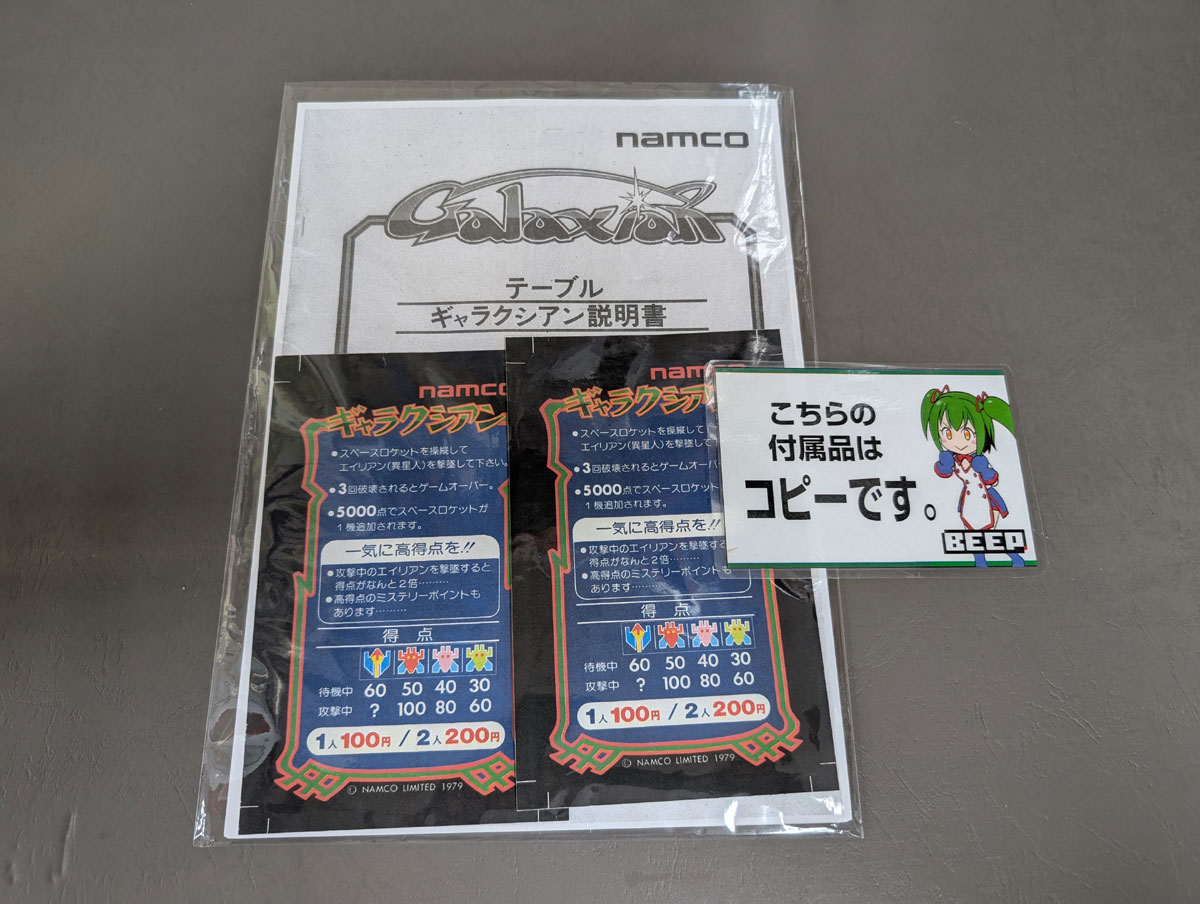 namco
Galaxian
テーブル
ギャラクシアン説明書
namco
ギャラクシアン
●スペースロケットを操縦して
エイリアン(異星人)を撃墜して下さい。
●3回破壊されるとゲームオーバー。
●5000点でスペースロケットが
1機追加されます。
一気に高得点を!!
●攻撃中のエイリアンを撃墜すると
得点がなんと2倍………
●高得点のミステリーポイントも
あります………
得 点
待機中 60 50 40 30
攻撃中 ? 100 80 60
1人100円 / 2人200円
© NAMCO LIMITED 1979
nam
ギャラクシア
●スペースロケットを操縦して
エイリアン(異星人)を撃墜して
●3回破壊されるとゲームオーバ
●5000点でスペースロケット
1機追加されます。
一気に高得点を!!
●攻撃中のエイリアンを撃墜する
得点がなんと2倍………
●高得点のミステリーポイントも
あります………
得 点
待機中 60 50 40 30
攻撃中 ? 100 80 60
1人100円 / 2人200円
© NAMCO LIMITED 1979
こちらの
付属品は
コピーです。
BEEP